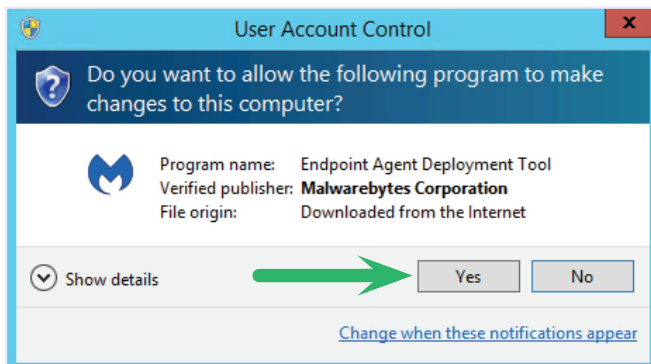 User Account Control
x
Do you want to allow the following program to make
changes to this computer?
Program name: Endpoint Agent Deployment Tool
Verified publisher: Malwarebytes Corporation
File origin: Downloaded from the Internet
Show details Yes No
Change when these notifications appear